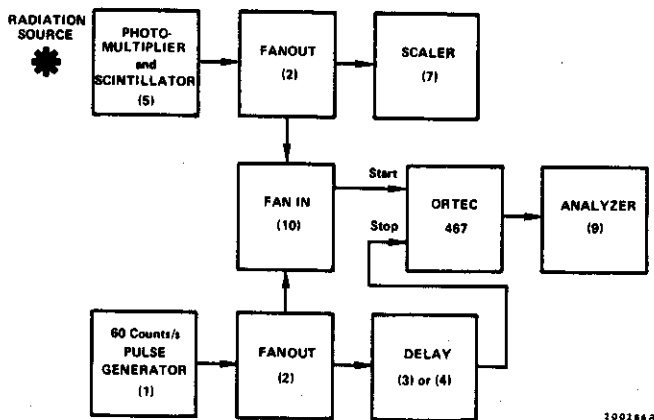 RADIATION
SOURCE
PHOTO-
MULTIPLIER
and
SCINTILLATOR
(5)
FANOUT
(2)
SCALER
(7)
FAN IN
(10)
Start
Stop
ORTEC
467
ANALYZER
(9)
60 Counts/s
PULSE
GENERATOR
(1)
FANOUT
(2)
DELAY
(3) or (4)